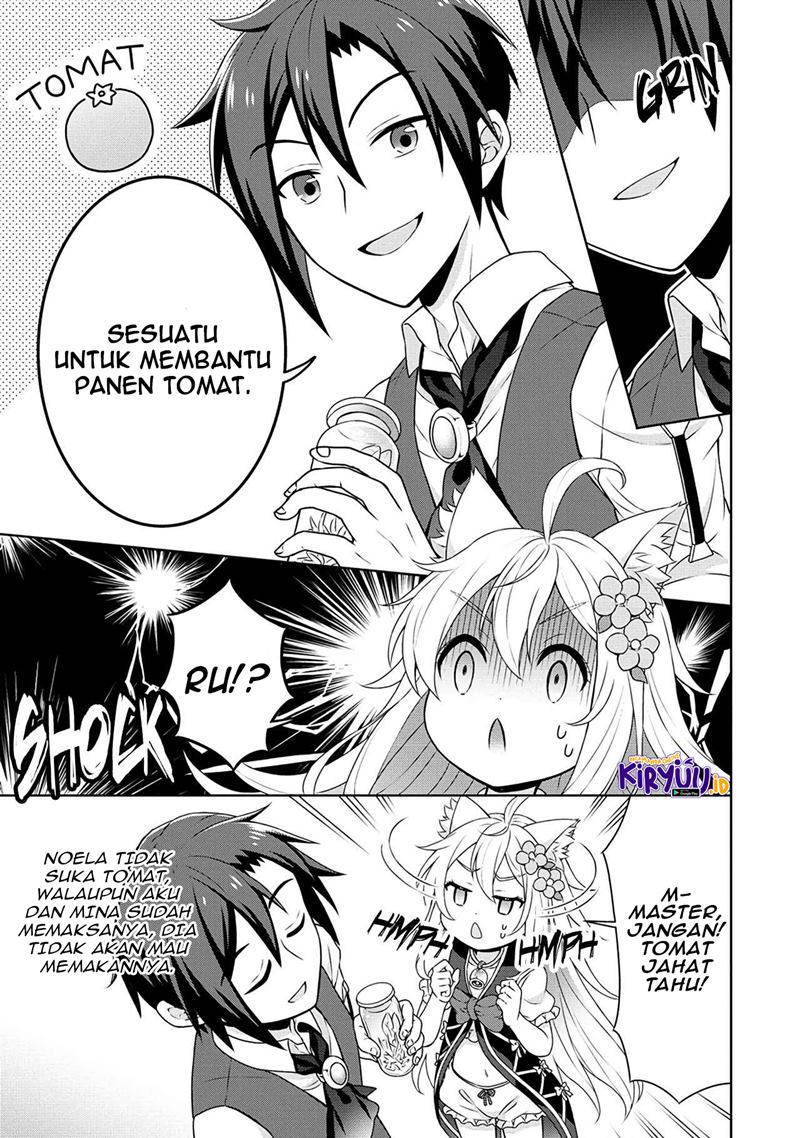 GRIN
TOMAT
SESUATU
UNTUK MEMBANTU
PANEN TOMAT.
RU!?
SHOCK
KIRYUU.ID
M-
MASTER,
JANGAN!
TOMAT
JAHAT
TAHU!
HMPH
HMPH
NOELA TIDAK
SUKA TOMAT,
WALAUPUN AKU
DAN MINA SUDAH
MEMAKSANYA, DIA
TIDAK AKAN MAU
MEMAKANNYA.